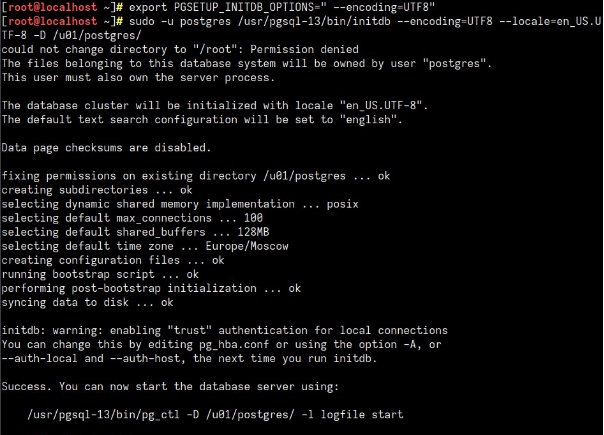 [root@localhost ~]# export PGSETUP_INITDB_OPTIONS=" --encoding=UTF8"
[root@localhost ~]# sudo -u postgres /usr/pgsql-13/bin/initdb --encoding=UTF8 --locale=en_US.U
TF-8 -D /u01/postgres/
could not change directory to "/root": Permission denied
The files belonging to this database system will be owned by user "postgres".
This user must also own the server process.
The database cluster will be initialized with locale "en_US.UTF-8".
The default text search configuration will be set to "english".
Data page checksums are disabled.
fixing permissions on existing directory /u01/postgres ... ok
creating subdirectories ... ok
selecting dynamic shared memory implementation ... posix
selecting default max_connections ... 100
selecting default shared_buffers ... 128MB
selecting default time zone ... Europe/Moscow
creating configuration files ... ok
running bootstrap script ... ok
performing post-bootstrap initialization ... ok
syncing data to disk ... ok
initdb: warning: enabling "trust" authentication for local connections
You can change this by editing pg_hba.conf or using the option -A, or
--auth-local and --auth-host, the next time you run initdb.
Success. You can now start the database server using:
/usr/pgsql-13/bin/pg_ctl -D /u01/postgres/ -l logfile start